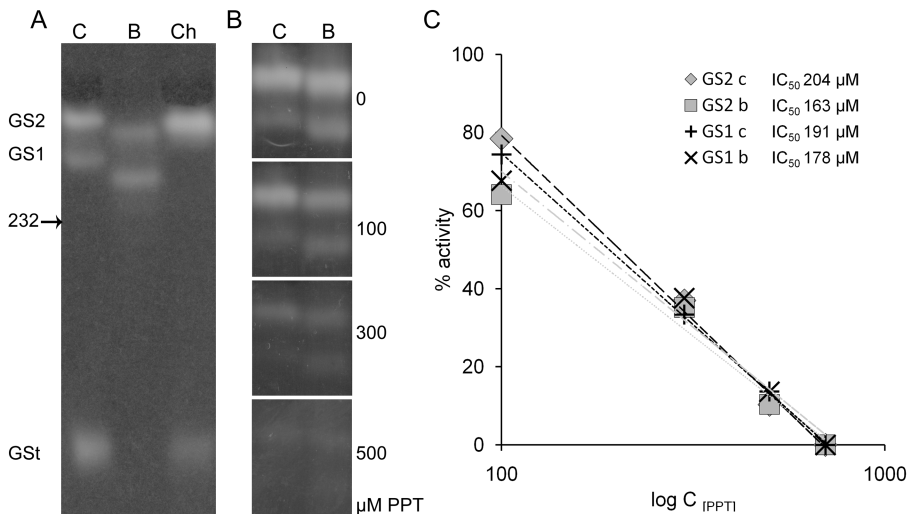 A
C B Ch
GS2
GS1
232
GSt
B
C B
0
100
300
500
µM PPT
C
100
80
60
40
20
0
% activity
GS2 c IC50 204 µM
GS2 b IC50 163 µM
GS1 c IC50 191 µM
GS1 b IC50 178 µM
100 1000
log C [PPT]